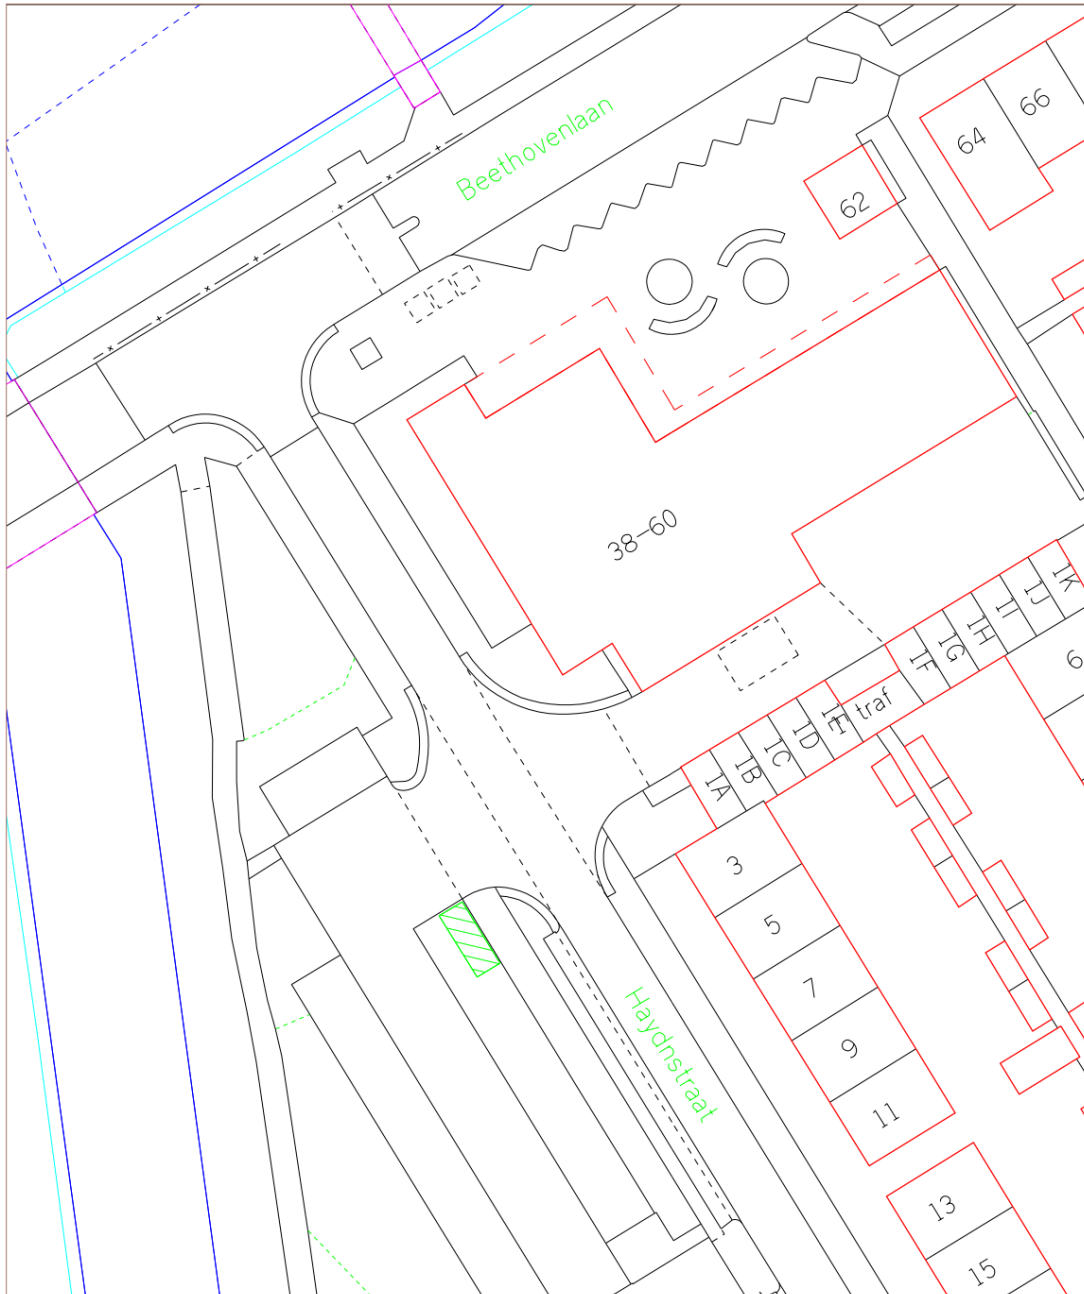 Beethovenlaan
66
64
62
38-60
1K
1J
1I
1H
1G
1F
6
traf
1E
1D
1C
1B
1A
3
5
7
9
11
Haydnstraat
13
15